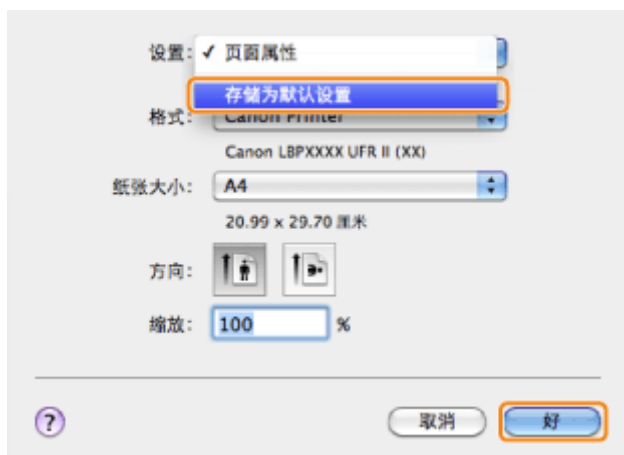 设置: ✓ 页面属性
存储为默认设置
格式: Canon Printer
Canon LBPXXXX UFR II (XX)
纸张大小: A4
20.99 x 29.70 厘米
方向:
缩放: 100 %
? 取消 好